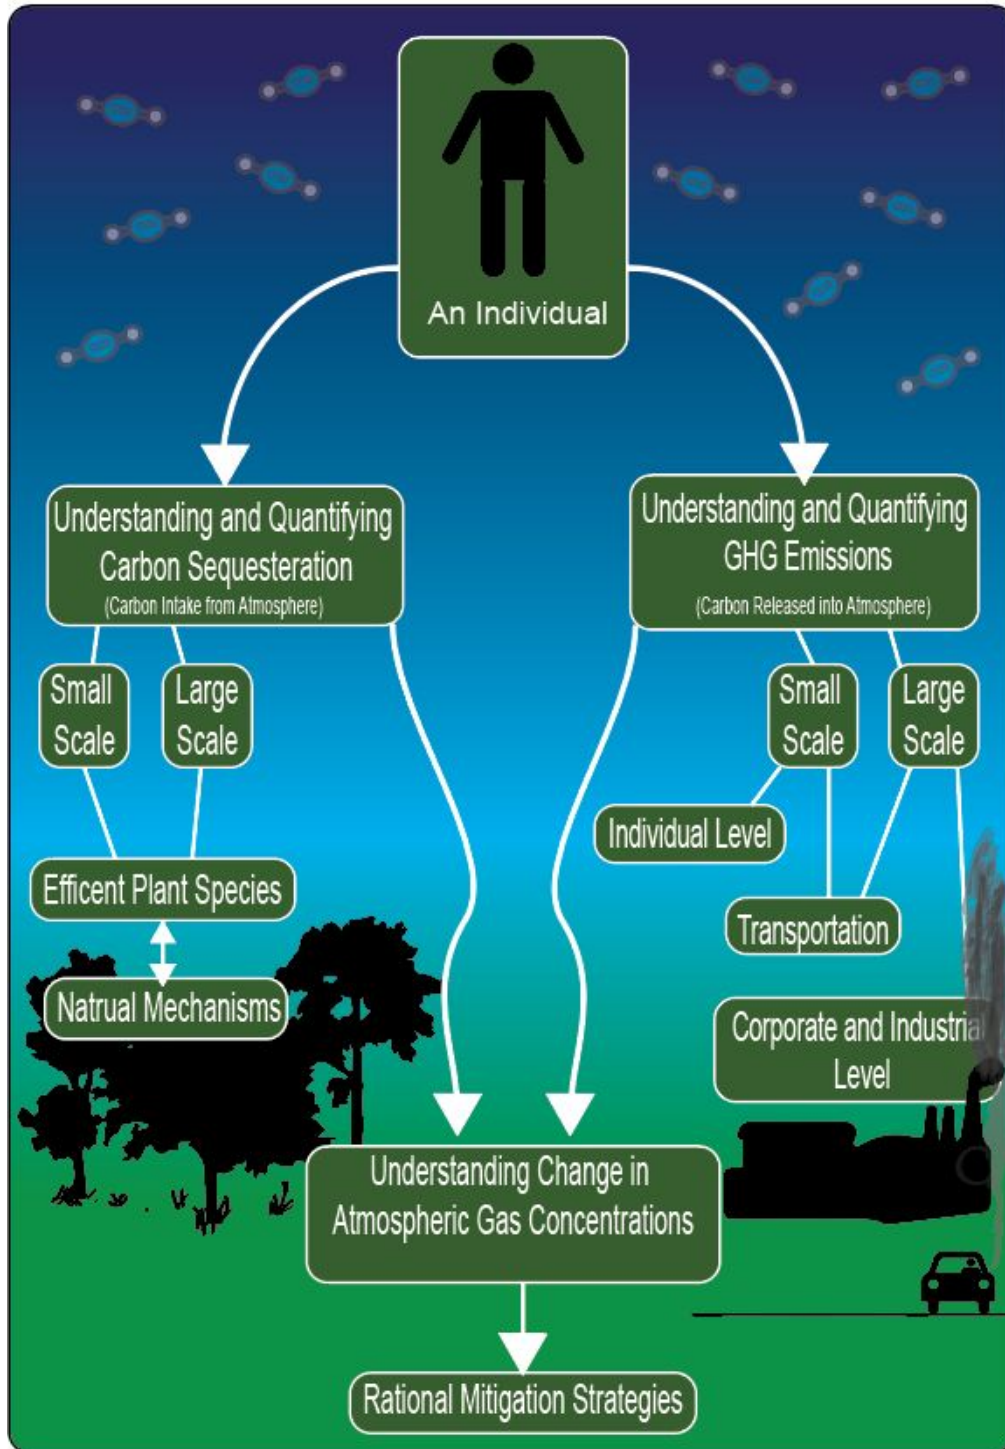 An Individual
Understanding and Quantifying
Carbon Sequesteration
(Carbon Intake from Atmosphere)
Understanding and Quantifying
GHG Emissions
(Carbon Released into Atmosphere)
Small
Scale
Large
Scale
Small
Scale
Large
Scale
Individual Level
Efficent Plant Species
Transportation
Natrual Mechanisms
Corporate and Industrial
Level
Understanding Change in
Atmospheric Gas Concentrations
Rational Mitigation Strategies